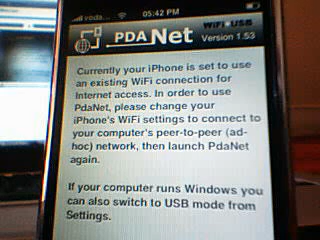 voda... 05:42 PM
PDA Net WiFi USB
Version 1.53
Currently your iPhone is set to use
an existing WiFi connection for
Internet access. In order to use
PdaNet, please change your
iPhone's WiFi settings to connect to
your computer's peer-to-peer (ad-
hoc) network, then launch PdaNet
again.
If your computer runs Windows you
can also switch to USB mode from
Settings.